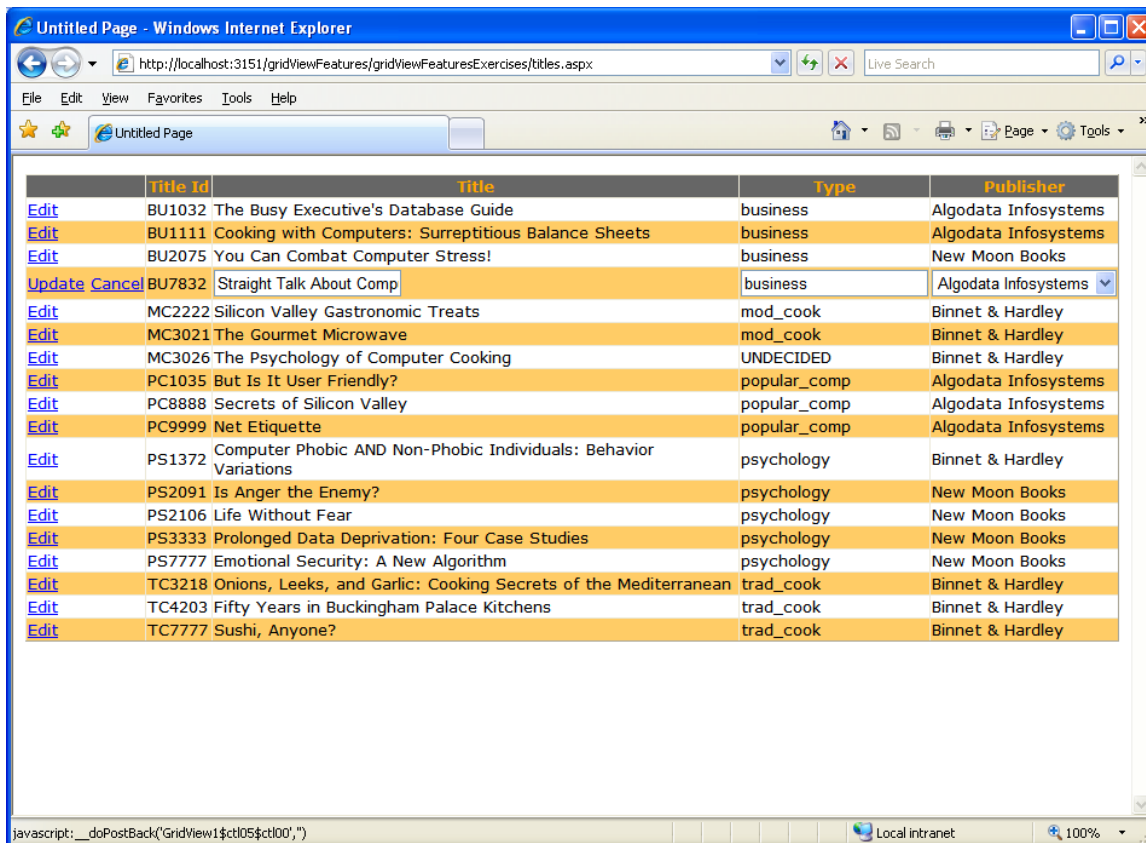 Untitled Page - Windows Internet Explorer
http://localhost:3151/gridViewFeatures/gridViewFeaturesExercises/titles.aspx Live Search
File Edit View Favorites Tools Help
Untitled Page Page Tools »
Title Id Title Type Publisher
Edit BU1032 The Busy Executive's Database Guide business Algodata Infosystems
Edit BU1111 Cooking with Computers: Surreptitious Balance Sheets business Algodata Infosystems
Edit BU2075 You Can Combat Computer Stress! business New Moon Books
Update Cancel BU7832 Straight Talk About Comp business Algodata Infosystems
Edit MC2222 Silicon Valley Gastronomic Treats mod_cook Binnet & Hardley
Edit MC3021 The Gourmet Microwave mod_cook Binnet & Hardley
Edit MC3026 The Psychology of Computer Cooking UNDECIDED Binnet & Hardley
Edit PC1035 But Is It User Friendly? popular_comp Algodata Infosystems
Edit PC8888 Secrets of Silicon Valley popular_comp Algodata Infosystems
Edit PC9999 Net Etiquette popular_comp Algodata Infosystems
Edit PS1372 Computer Phobic AND Non-Phobic Individuals: Behavior
Variations psychology Binnet & Hardley
Edit PS2091 Is Anger the Enemy? psychology New Moon Books
Edit PS2106 Life Without Fear psychology New Moon Books
Edit PS3333 Prolonged Data Deprivation: Four Case Studies psychology New Moon Books
Edit PS7777 Emotional Security: A New Algorithm psychology New Moon Books
Edit TC3218 Onions, Leeks, and Garlic: Cooking Secrets of the Mediterranean trad_cook Binnet & Hardley
Edit TC4203 Fifty Years in Buckingham Palace Kitchens trad_cook Binnet & Hardley
Edit TC7777 Sushi, Anyone? trad_cook Binnet & Hardley
javascript:__doPostBack('GridView1$ctl05$ctl00','') Local intranet 100%